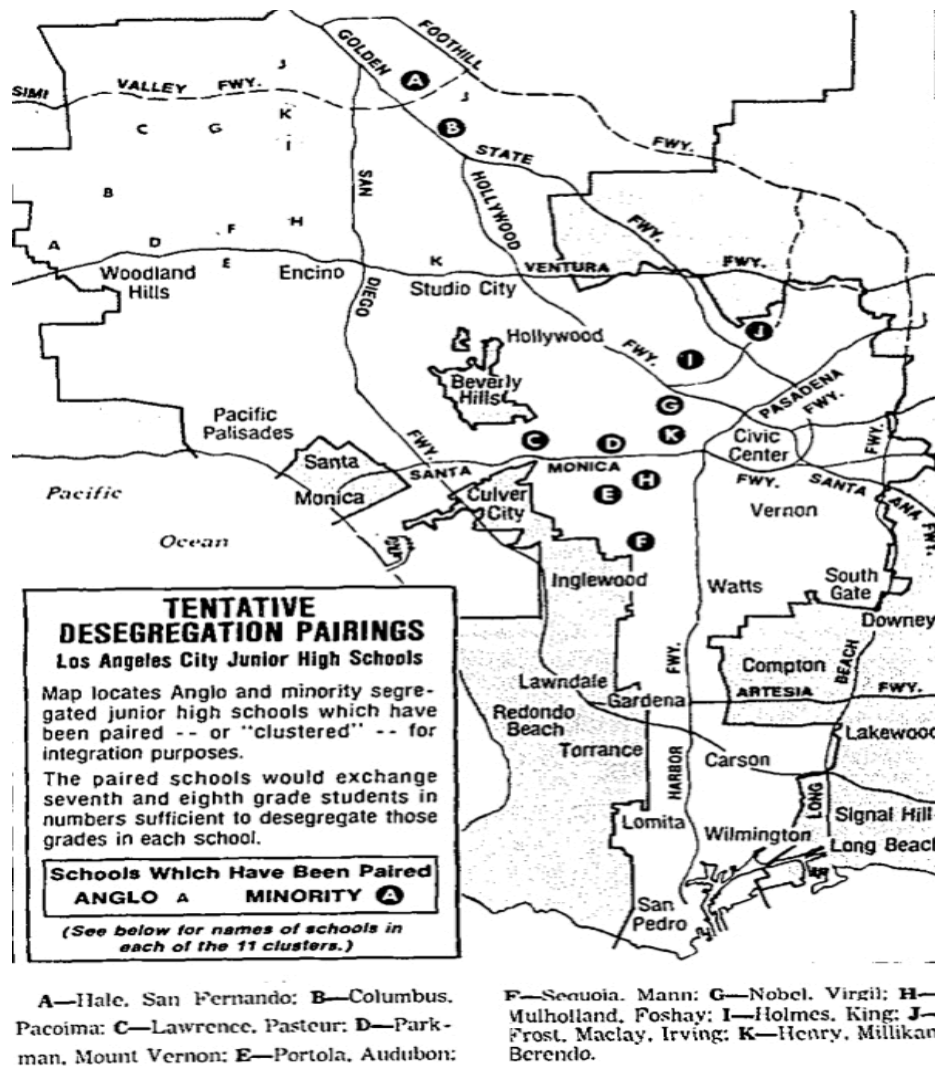 FOOTHILL
GOLDEN
J
A
SIMI VALLEY FWY.
J
K
C G
B
I
STATE
FWY.
SAN
HOLLYWOOD
B
FWY.
F
H
A
D
E
K
VENTURA
FWY.
Woodland
Hills
Encino
DIEGO
Studio City
Hollywood
J
FWY.
I
Beverly
Hills
PASADENA
FWY.
G
Pacific
Palisades
FWY.
C
D
K
Civic
Center
FWY.
Santa
Monica
SANTA
MONICA
FWY.
SANTA
ANA
FWY.
Pacific
Ocean
Culver
City
E
H
Vernon
F
Inglewood
Watts
South
Gate
Downey
TENTATIVE
DESEGREGATION PAIRINGS
Los Angeles City Junior High Schools
Map locates Anglo and minority segre-
gated junior high schools which have
been paired -- or "clustered" -- for
integration purposes.
The paired schools would exchange
seventh and eighth grade students in
numbers sufficient to desegregate those
grades in each school.
Schools Which Have Been Paired
ANGLO A MINORITY A
(See below for names of schools in
each of the 11 clusters.)
FWY.
Compton
BEACH
Lawndale
Gardena
ARTESIA
FWY.
Redondo
Beach
Lakewood
Torrance
HARBOR
Carson
LONG
Lomita
Wilmington
Signal Hill
Long Beach
San
Pedro
A—Hale, San Fernando; B—Columbus,
Pacoima; C—Lawrence, Pasteur; D—Park-
man, Mount Vernon; E—Portola, Audubon;
F—Sequoia, Mann; G—Nobel, Virgil; H—
Mulholland, Foshay; I—Holmes, King; J—
Frost, Maclay, Irving; K—Henry, Millikan
Berendo.